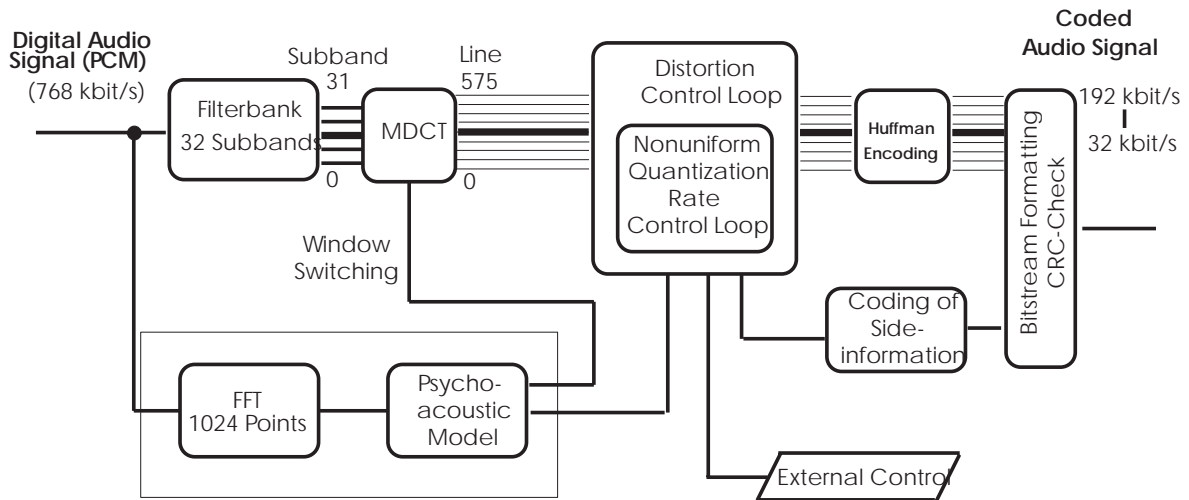 Digital Audio
Signal (PCM)
(768 kbit/s)
Filterbank
32 Subbands
Subband
31
0
MDCT
Line
575
0
Window
Switching
Distortion
Control Loop
Nonuniform
Quantization
Rate
Control Loop
Huffman
Encoding
Coded
Audio Signal
192 kbit/s
32 kbit/s
Bitstream Formatting
CRC-Check
Coding of
Side-
information
FFT
1024 Points
Psycho-
acoustic
Model
External Control